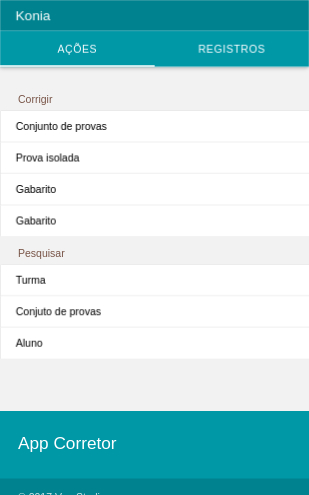 Konia
AÇÕES
REGISTROS
Corrigir
Conjunto de provas
Prova isolada
Gabarito
Gabarito
Pesquisar
Turma
Conjuto de provas
Aluno
App Corretor
© 2017